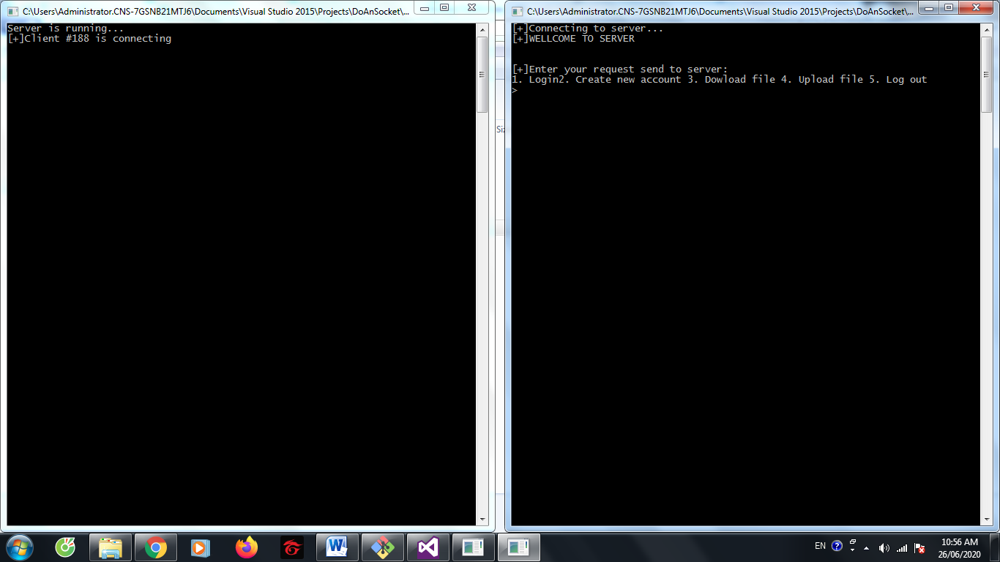 C:\Users\Administrator.CNS-7GSNB21MTJ6\Documents\Visual Studio 2015\Projects\DoAnSocket\...
Server is running...
[+]Client #188 is connecting
C:\Users\Administrator.CNS-7GSNB21MTJ6\Documents\Visual Studio 2015\Projects\DoAnSocket\...
[+]Connecting to server...
[+]WELLCOME TO SERVER
[+]Enter your request send to server:
1. Login2. Create new account 3. Dowload file 4. Upload file 5. Log out
>
Siz
EN
10:56 AM
26/06/2020